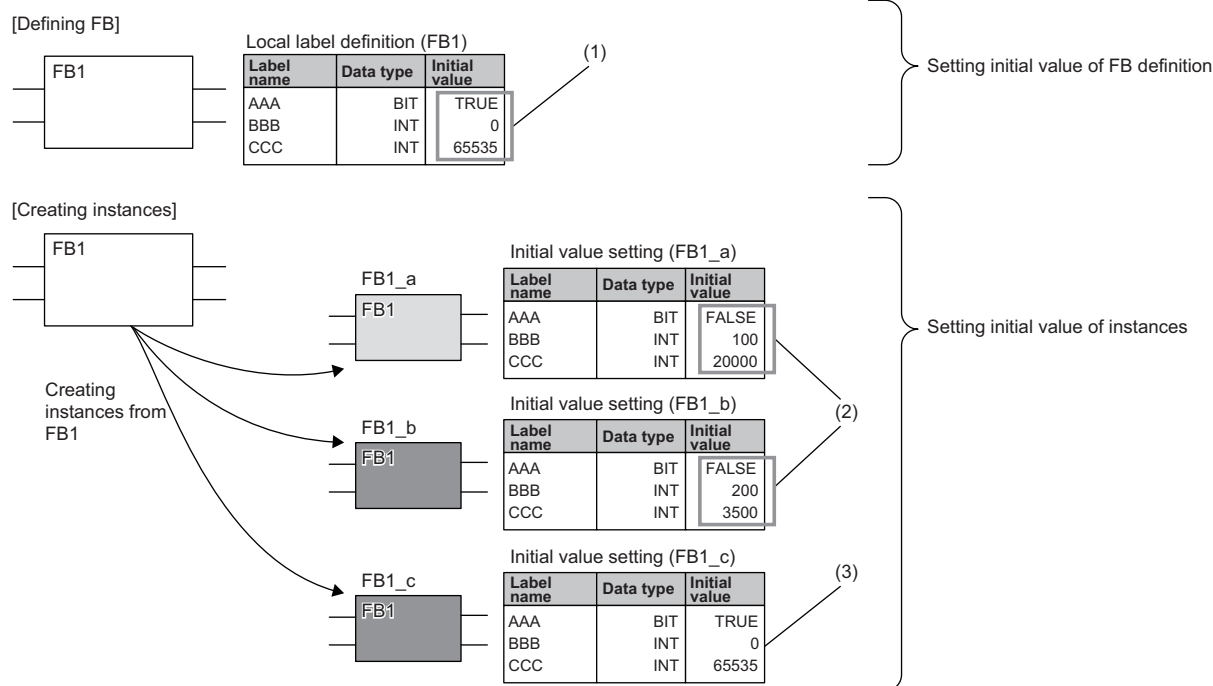 [Defining FB]
FB1
Local label definition (FB1)
Label name Data type Initial value
AAA BIT TRUE
BBB INT 0
CCC INT 65535
(1)
Setting initial value of FB definition
[Creating instances]
FB1
Creating
instances from
FB1
FB1_a
FB1
Initial value setting (FB1_a)
Label name Data type Initial value
AAA BIT FALSE
BBB INT 100
CCC INT 20000
FB1_b
FB1
Initial value setting (FB1_b)
Label name Data type Initial value
AAA BIT FALSE
BBB INT 200
CCC INT 3500
(2)
FB1_c
FB1
Initial value setting (FB1_c)
Label name Data type Initial value
AAA BIT TRUE
BBB INT 0
CCC INT 65535
(3)
Setting initial value of instances